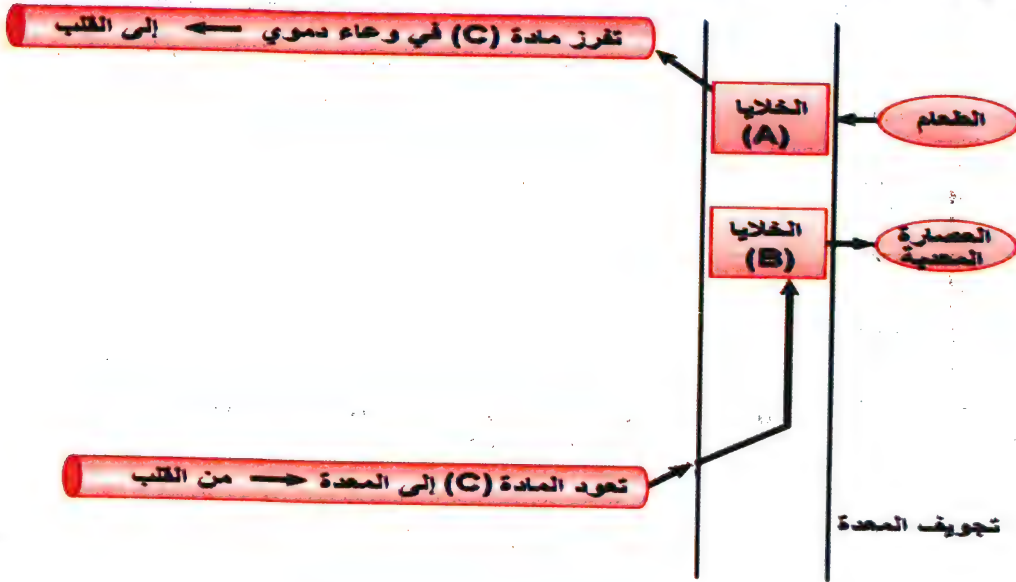 تفرز مادة (C) في وعاء دموي ← إلى القلب
الخلايا
(A)
الطعام
الخلايا
(B)
العصارة
المعدية
تعود المادة (C) إلى المعدة → من القلب
تجويف المعدة